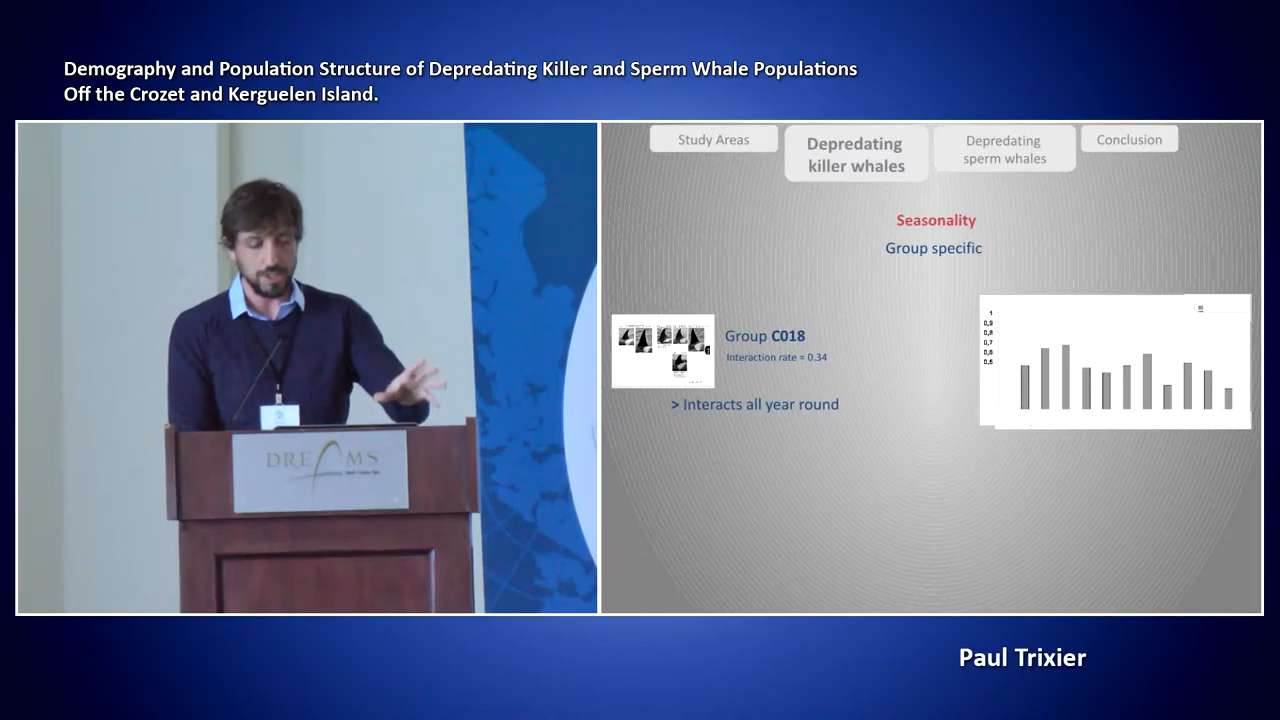 Demography and Population Structure of Depredating Killer and Sperm Whale Populations
Off the Crozet and Kerguelen Island.
Study Areas
Depredating
killer whales
Depredating
sperm whales
Conclusion
Seasonality
Group specific
Group C018
Interaction rate = 0.34
> Interacts all year round
1
0,9
0,8
0,7
0,6
0,5
DREAMS
Paul Trixier